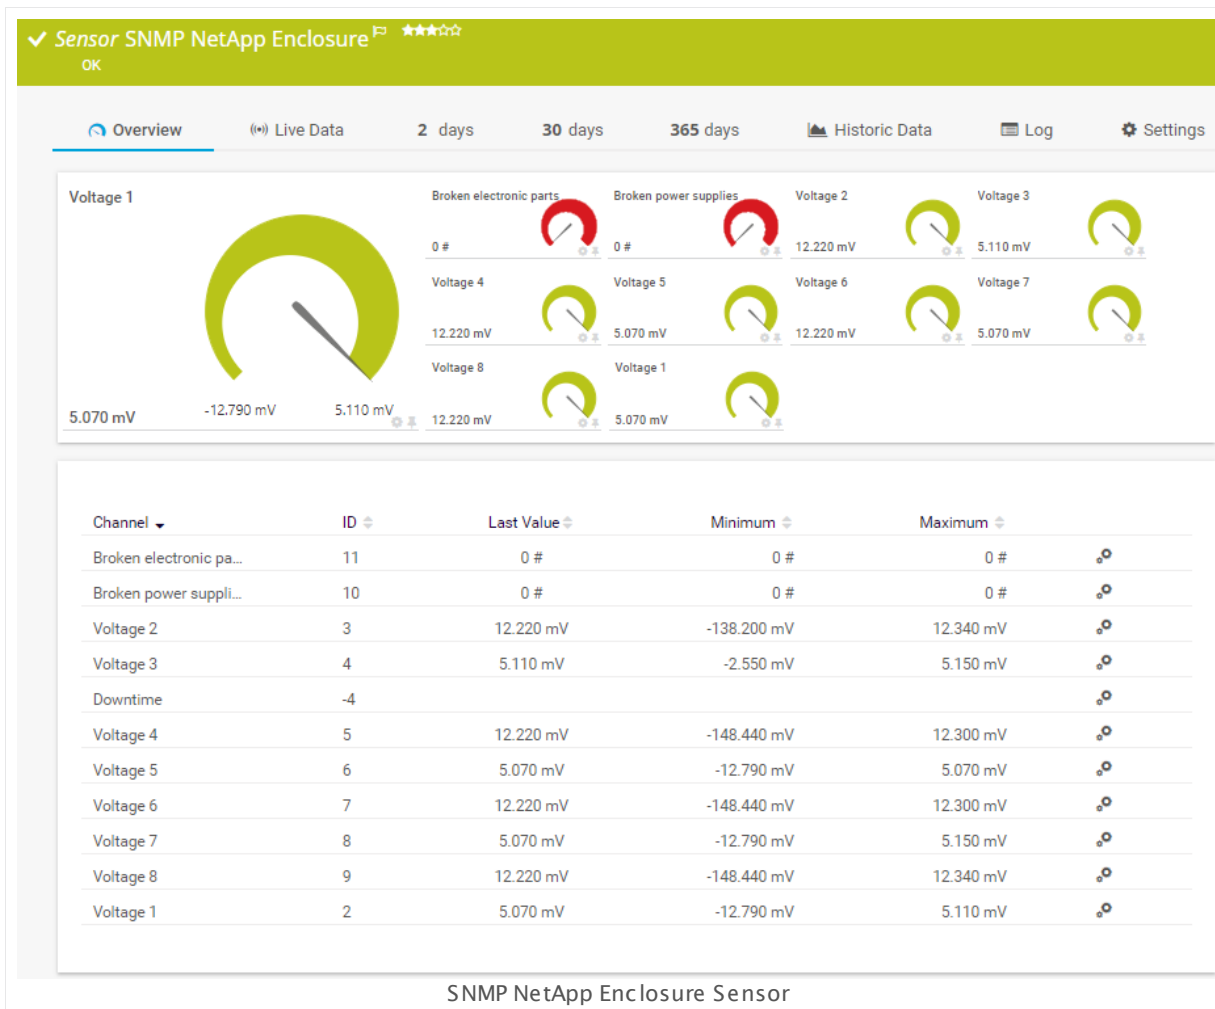 Sensor SNMP NetApp Enclosure
OK
Overview Live Data 2 days 30 days 365 days Historic Data Log Settings
Voltage 1
5.070 mV
-12.790 mV 5.110 mV
Broken electronic parts
0 #
Broken power supplies
0 #
Voltage 2
12.220 mV
Voltage 3
5.110 mV
Voltage 4
12.220 mV
Voltage 5
5.070 mV
Voltage 6
12.220 mV
Voltage 7
5.070 mV
Voltage 8
12.220 mV
Voltage 1
5.070 mV
Channel ID Last Value Minimum Maximum
Broken electronic pa... 11 0 # 0 # 0 #
Broken power suppli... 10 0 # 0 # 0 #
Voltage 2 3 12.220 mV -138.200 mV 12.340 mV
Voltage 3 4 5.110 mV -2.550 mV 5.150 mV
Downtime -4
Voltage 4 5 12.220 mV -148.440 mV 12.300 mV
Voltage 5 6 5.070 mV -12.790 mV 5.070 mV
Voltage 6 7 12.220 mV -148.440 mV 12.300 mV
Voltage 7 8 5.070 mV -12.790 mV 5.150 mV
Voltage 8 9 12.220 mV -148.440 mV 12.340 mV
Voltage 1 2 5.070 mV -12.790 mV 5.110 mV
SNMP NetApp Enclosure Sensor